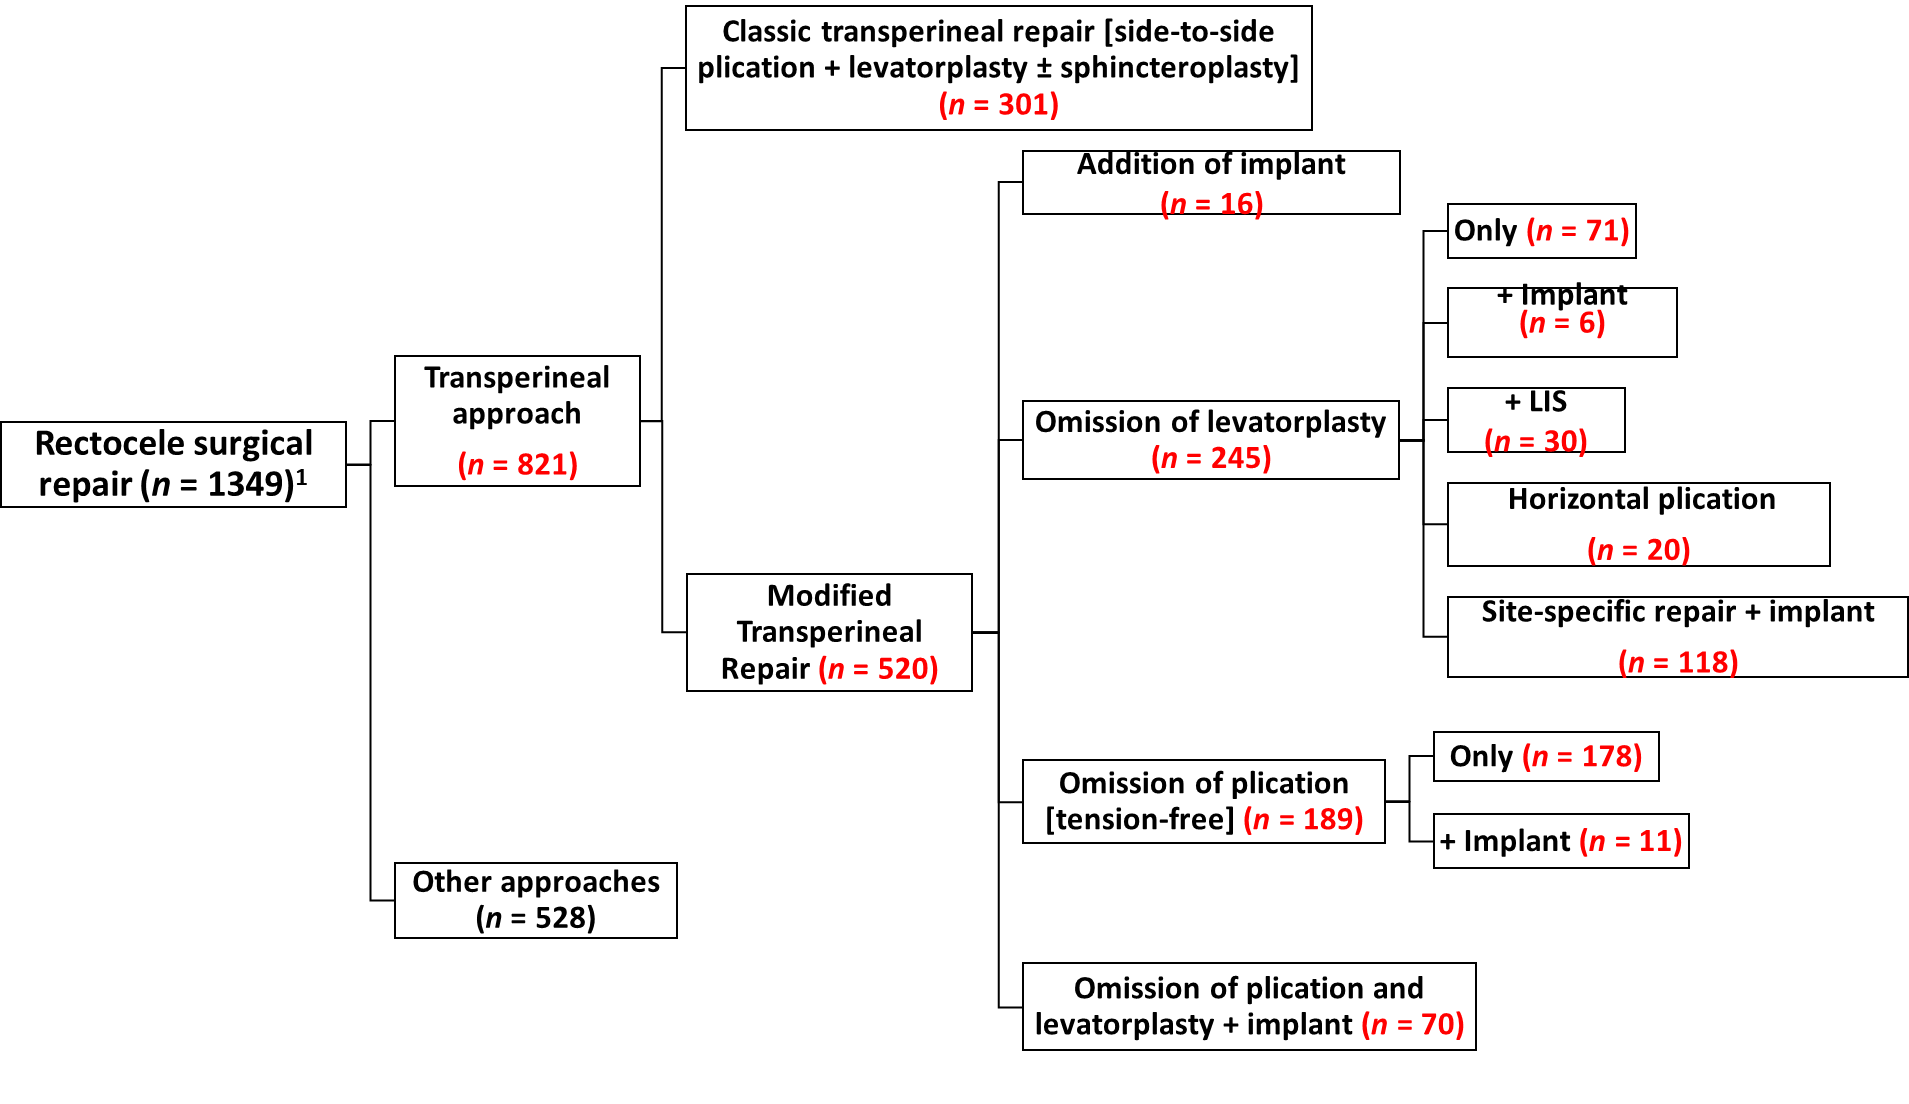 Classic transperineal repair [side-to-side
plication + levatorplasty ± sphincteroplasty]
(n = 301)
Addition of implant
(n = 16)
Only (n = 71)
+ Implant
(n = 6)
Transperineal
approach
(n = 821)
+ LIS
(n = 30)
Omission of levatorplasty
(n = 245)
Rectocele surgical
repair (n = 1349)¹
Horizontal plication
(n = 20)
Modified
Transperineal
Repair (n = 520)
Site-specific repair + implant
(n = 118)
Only (n = 178)
Omission of plication
[tension-free] (n = 189)
+ Implant (n = 11)
Other approaches
(n = 528)
Omission of plication and
levatorplasty + implant (n = 70)